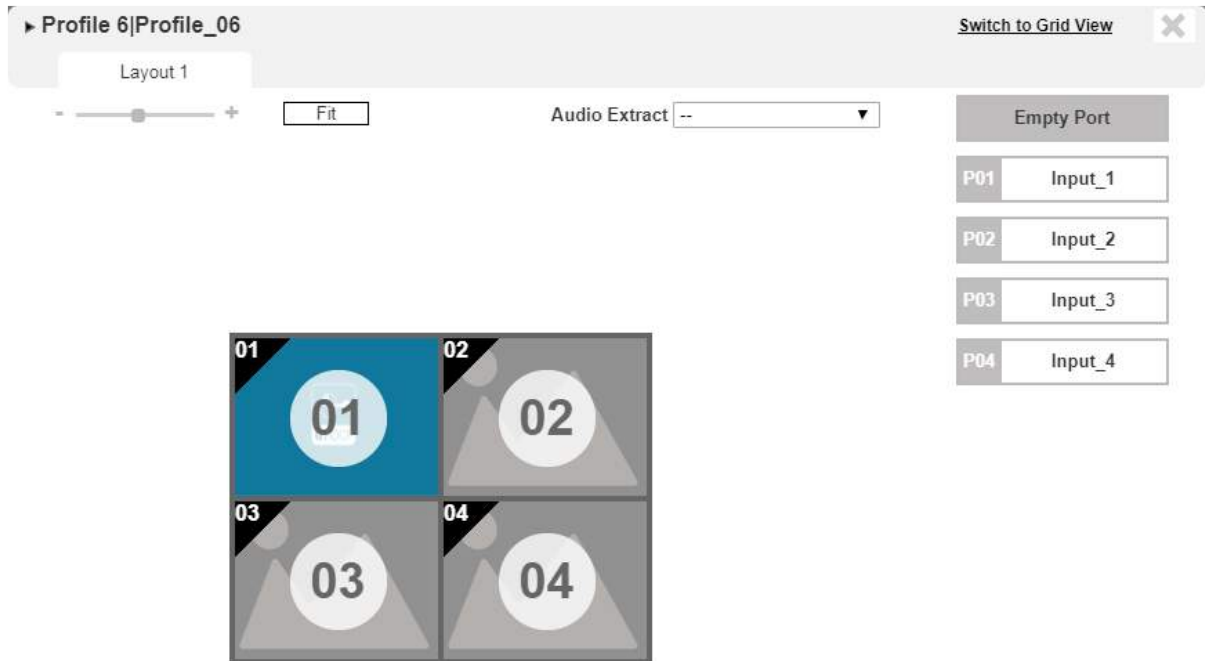 Profile 6|Profile_06
Switch to Grid View
Layout 1
- +
Fit
Audio Extract --
Empty Port
P01 Input_1
P02 Input_2
P03 Input_3
P04 Input_4
01 02
01 02
03 04
03 04